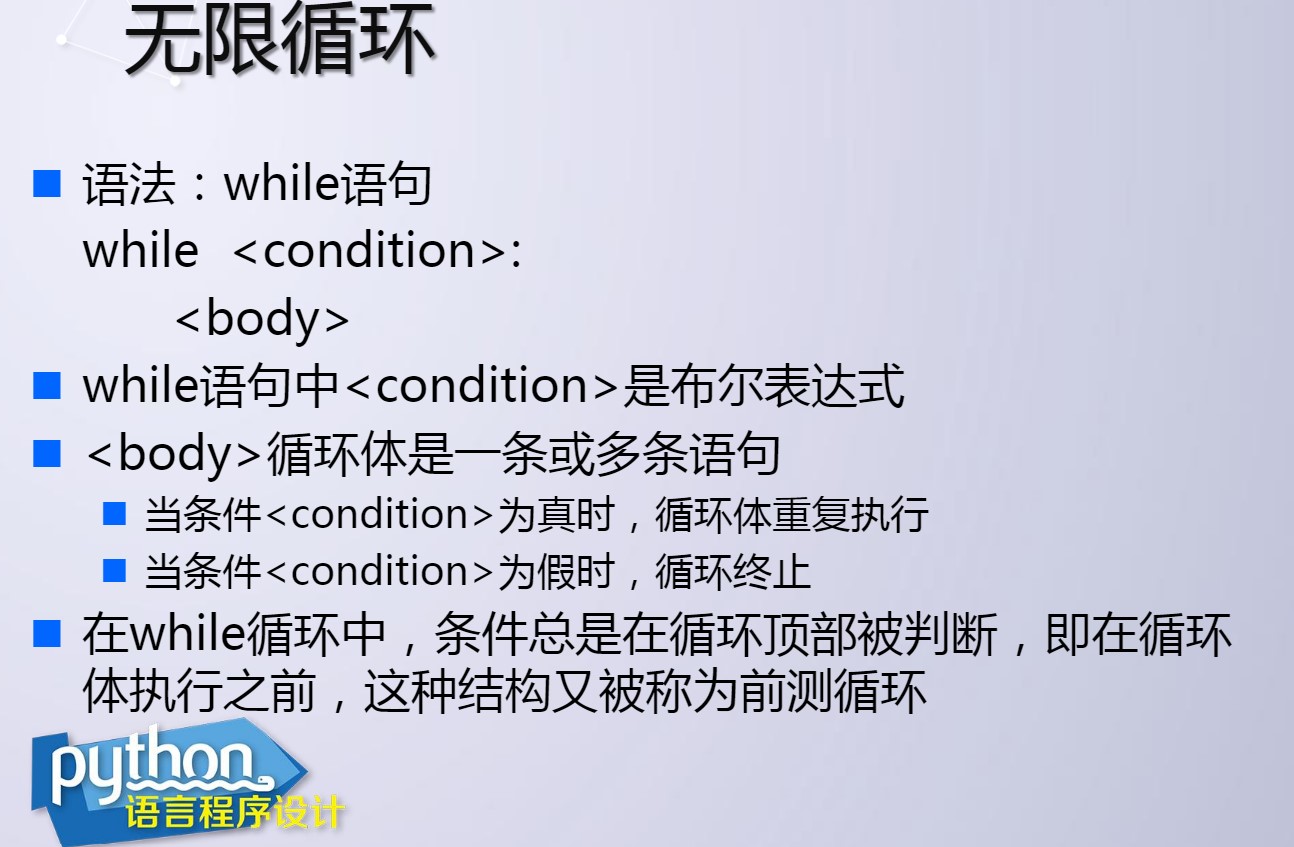 无限循环
语法：while语句
while <condition>:
<body>
while语句中<condition>是布尔表达式
<body>循环体是一条或多条语句
当条件<condition>为真时，循环体重复执行
当条件<condition>为假时，循环终止
在while循环中，条件总是在循环顶部被判断，即在循环
体执行之前，这种结构又被称为前测循环
python
语言程序设计